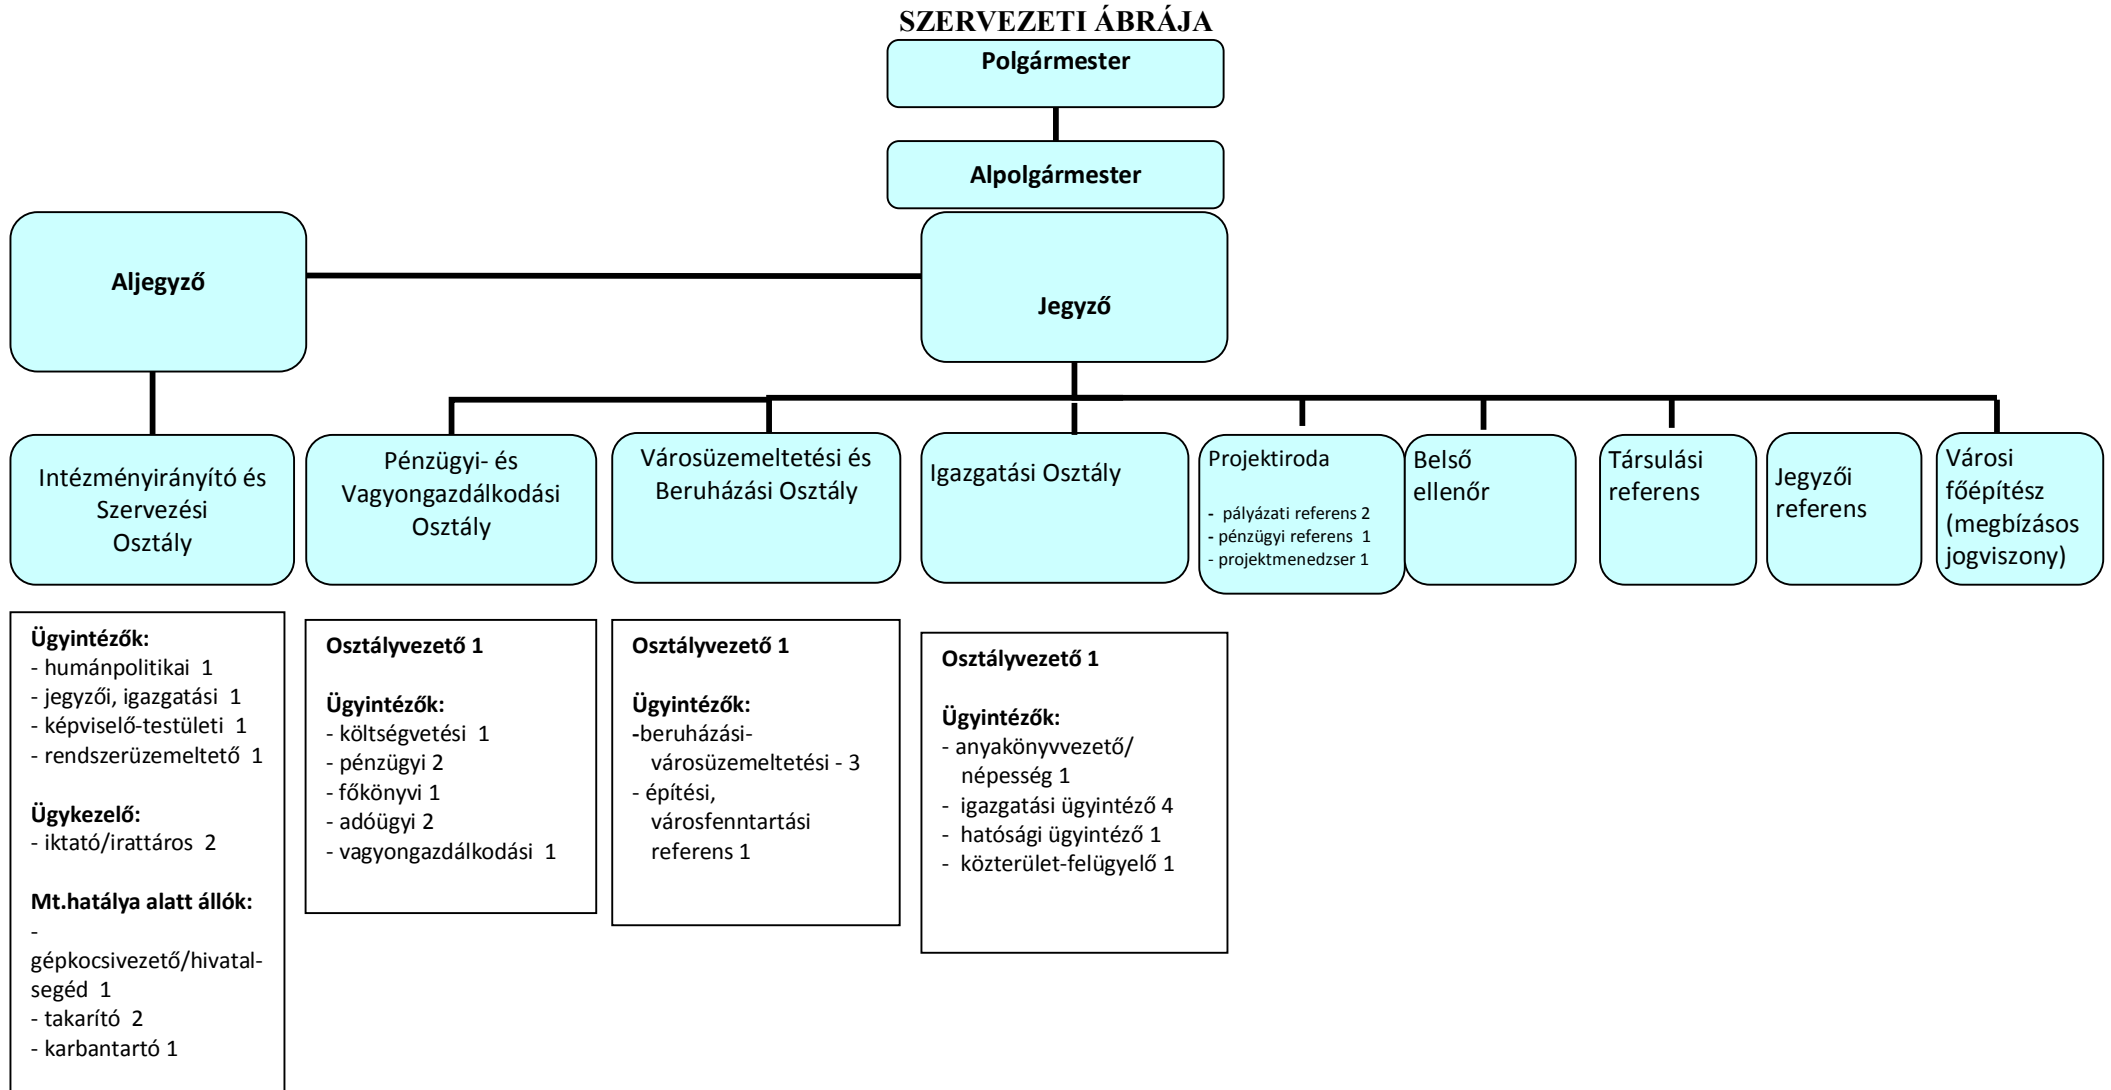 SZERVEZETI ÁBRÁJA
Polgármester
Alpolgármester
Aljegyző
Jegyző
Intézményirányító és
Szervezési
Osztály
Pénzügyi- és
Vagyongazdálkodási
Osztály
Városüzemeltetési és
Beruházási Osztály
Igazgatási Osztály
Projektiroda
- pályázati referens 2
- pénzügyi referens 1
- projektmenedzser 1
Belső
ellenőr
Társulási
referens
Jegyzői
referens
Városi
főépítész
(megbízásos
jogviszony)
Ügyintézők:
- humánpolitikai 1
- jegyzői, igazgatási 1
- képviselő-testületi 1
- rendszerüzemeltető 1
Ügykezelő:
- iktató/irattáros 2
Mt.hatálya alatt állók:
-
gépkocsivezető/hivatal-
segéd 1
- takarító 2
- karbantartó 1
Osztályvezető 1
Ügyintézők:
- költségvetési 1
- pénzügyi 2
- főkönyvi 1
- adóügyi 2
- vagyongazdálkodási 1
Osztályvezető 1
Ügyintézők:
-beruházási-
városüzemeltetési - 3
- építési,
városfenntartási
referens 1
Osztályvezető 1
Ügyintézők:
- anyakönyvvezető/
népesség 1
- igazgatási ügyintéző 4
- hatósági ügyintéző 1
- közterület-felügyelő 1